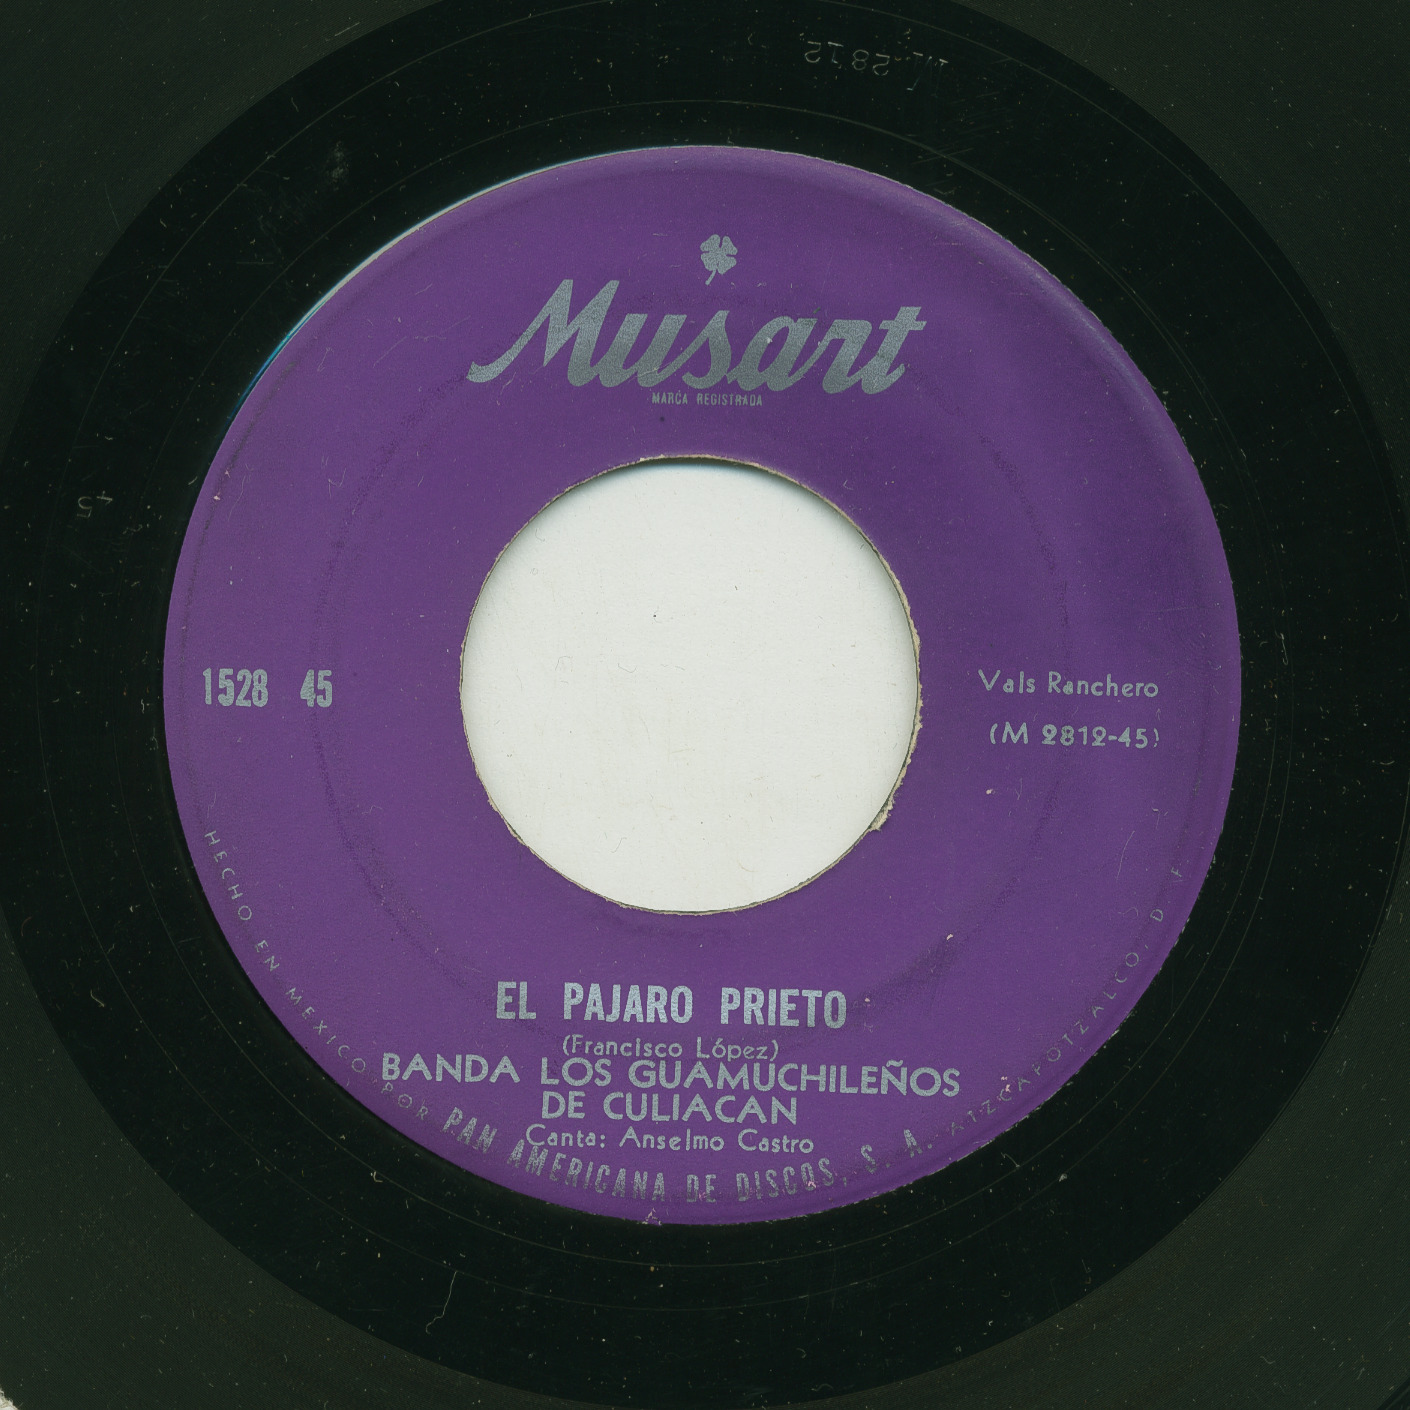 Musart
MARCA REGISTRADA
1528 45
Vals Ranchero
(M 2812-45)
EL PAJARO PRIETO
(Francisco López)
BANDA LOS GUAMUCHILEÑOS
DE CULIACAN
Canta: Anselmo Castro
HECHO EN MEXICO POR PAN AMERICANA DE DISCOS, S. A. ATZCAPOTZALCO, D. F.